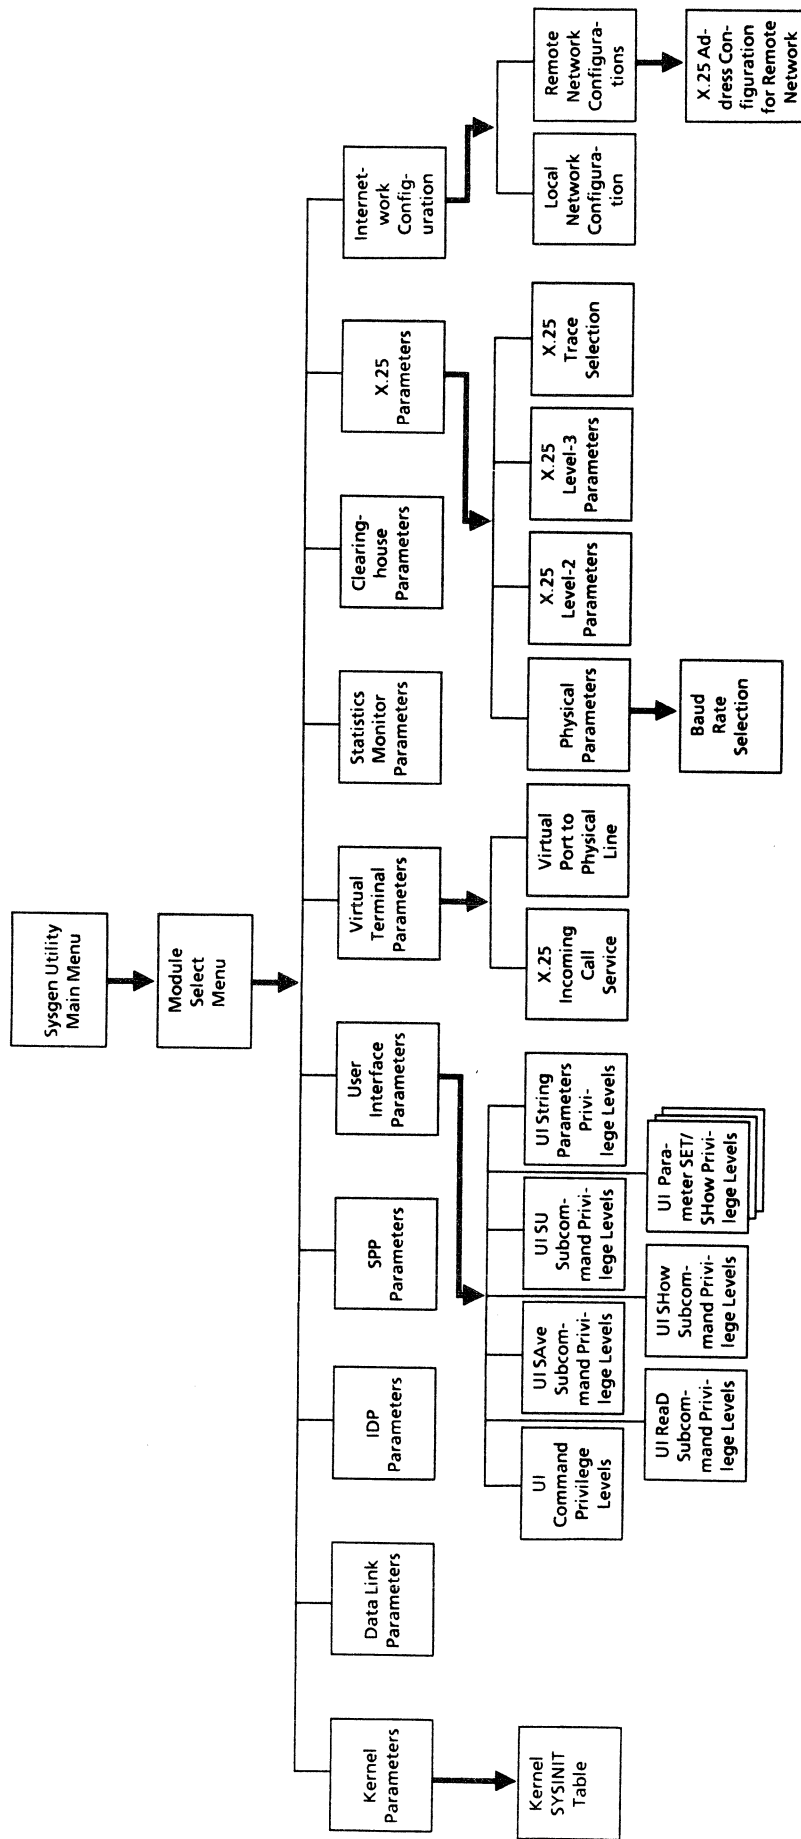 Sysgen Utility
Main Menu
Module
Select
Menu
Kernel
Parameters
Data Link
Parameters
IDP
Parameters
SPP
Parameters
User
Interface
Parameters
Virtual
Terminal
Parameters
Statistics
Monitor
Parameters
Clearing-
house
Parameters
X.25
Parameters
Internet-
work
Config-
uration
Kernel
SYSINIT
Table
UI
Command
Privilege
Levels
UI SAve
Subcom-
mand Privi-
lege Levels
UI SU
Subcom-
mand Privi-
lege Levels
UI String
Parameters
Privi-
lege Levels
UI ReaD
Subcom-
mand Privi-
lege Levels
UI SHow
Subcom-
mand Privi-
lege Levels
UI Para-
meter SET/
SHow Privi-
lege Levels
X.25
Incoming
Call
Service
Virtual
Port to
Physical
Line
Physical
Parameters
X.25
Level-2
Parameters
X.25
Level-3
Parameters
X.25
Trace
Selection
Baud
Rate
Selection
Local
Network
Configura-
tion
Remote
Network
Configura-
tions
X.25 Ad-
dress Con-
figuration
for Remote
Network